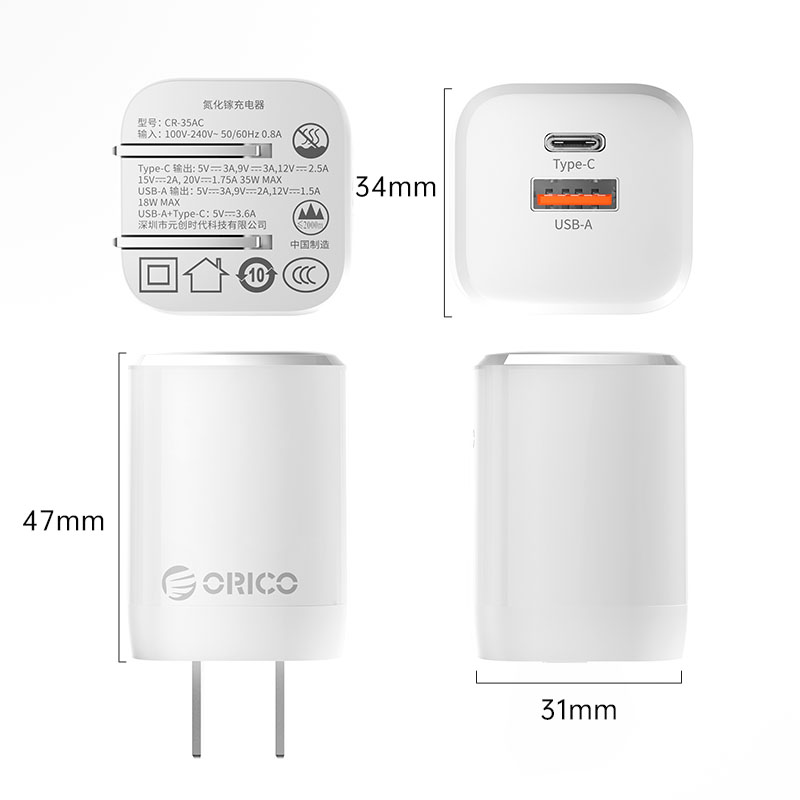 氮化镓充电器
型号: CR-35AC
输入: 100V-240V~ 50/60Hz 0.8A
Type-C 输出: 5V⎓3A,9V⎓3A,12V⎓2.5A
15V⎓2A, 20V⎓1.75A 35W MAX
USB-A 输出: 5V⎓3A,9V⎓2A,12V⎓1.5A
18W MAX
USB-A+Type-C: 5V⎓3.6A
≤2000m
深圳市元创时代科技有限公司
中国制造
10
CCC
34mm
Type-C
USB-A
47mm
ORICO
31mm